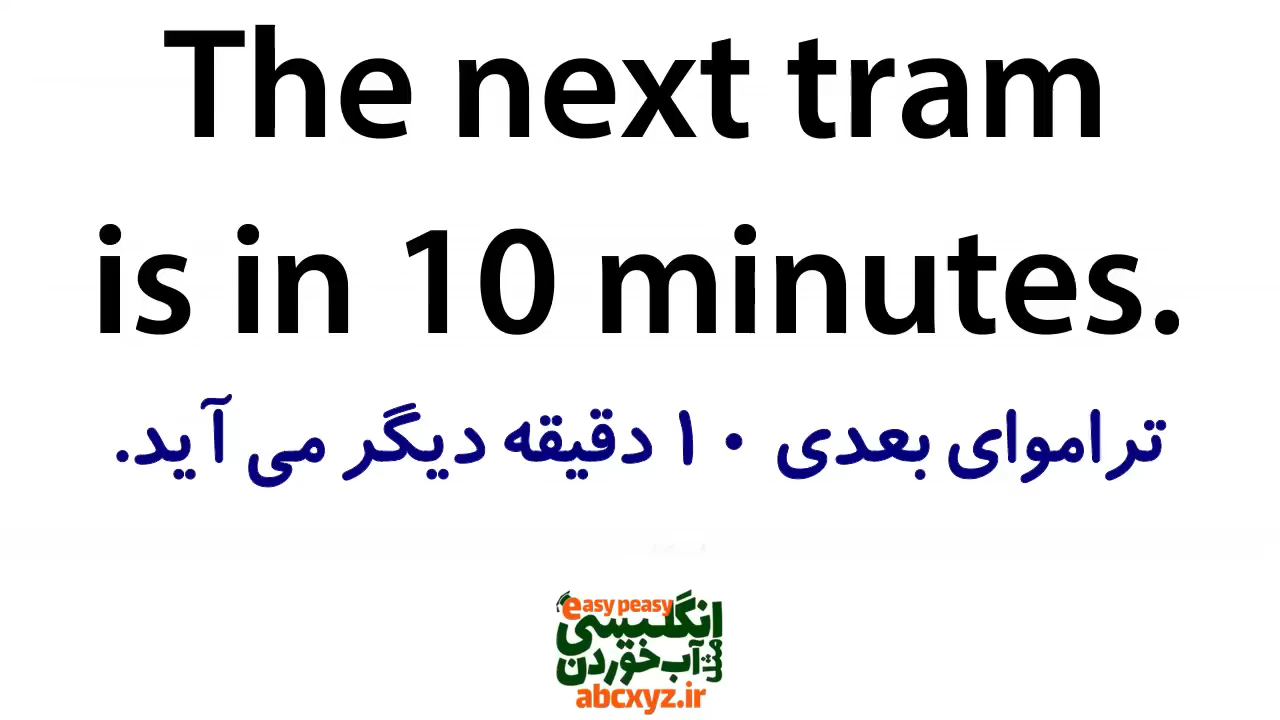 The next tram
is in 10 minutes.
تراموای بعدی ۱۰ دقیقه دیگر می آید.
easy peasy
انگلیسی
مثل آب خوردن
abcxyz.ir